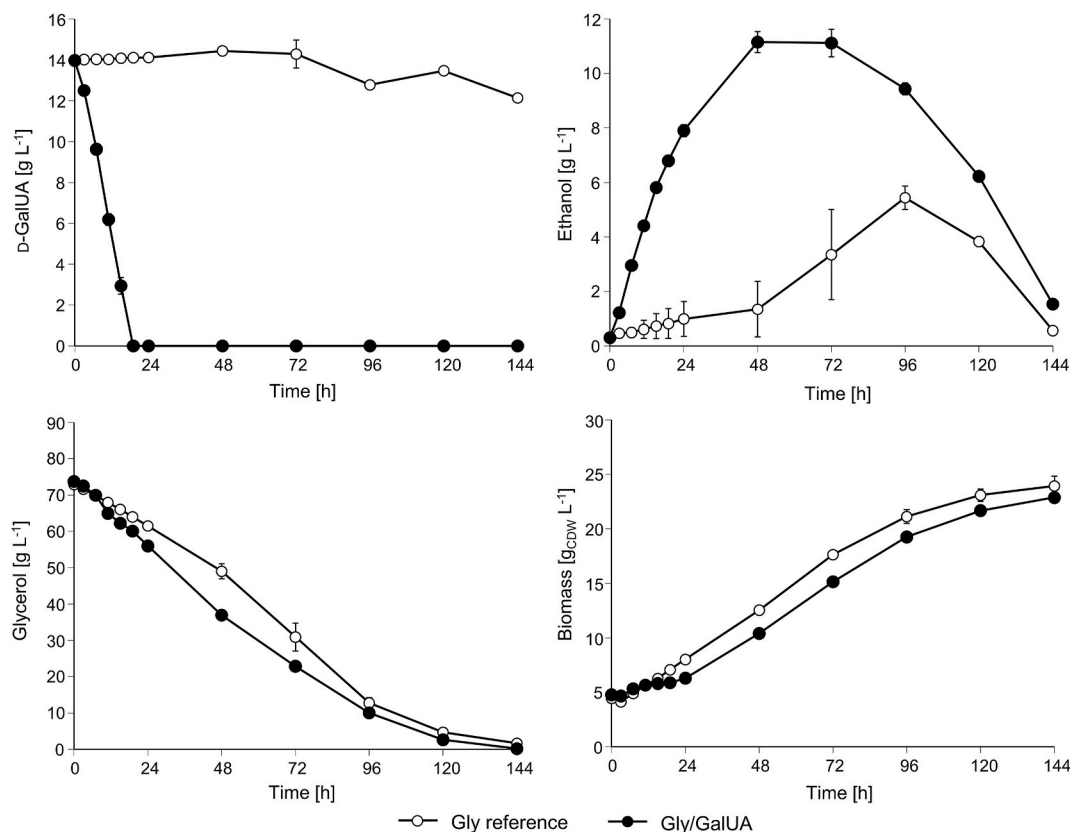 16
14
12
10
8
6
4
2
0
D-GalUA [g L⁻¹]
0 24 48 72 96 120 144
Time [h]
12
10
8
6
4
2
0
Ethanol [g L⁻¹]
0 24 48 72 96 120 144
Time [h]
90
80
70
60
50
40
30
20
10
0
Glycerol [g L⁻¹]
0 24 48 72 96 120 144
Time [h]
30
25
20
15
10
5
0
Biomass [g_CDW L⁻¹]
0 24 48 72 96 120 144
Time [h]
Gly reference Gly/GalUA